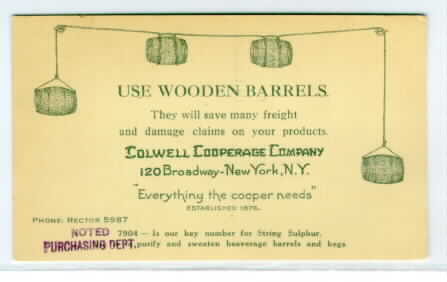 USE WOODEN BARRELS.
They will save many freight
and damage claims on your products.
COLWELL COOPERAGE COMPANY
120 Broadway-New York, N.Y.
"Everything the cooper needs"
ESTABLISHED 1876.
PHONE: RECTOR 5987
NOTED
PURCHASING DEPT.
7904 - Is our key number for String Sulphur.
purify and sweeten beaverage barrels and kegs.